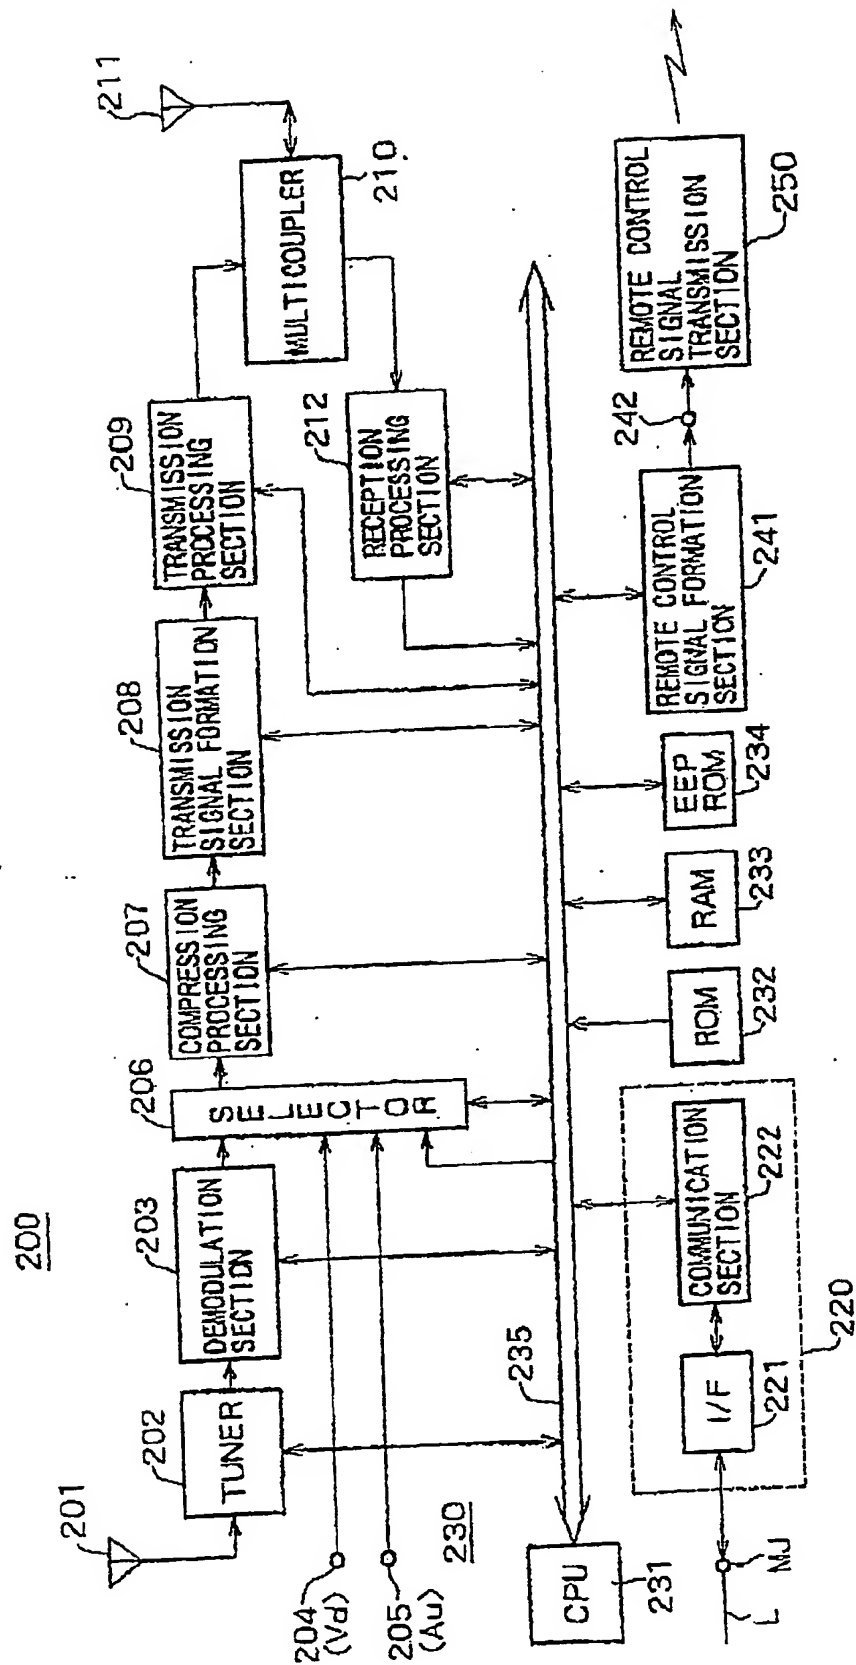 200
201
202
TUNER
203
DEMODULATION
SECTION
204
(Vd)
205
(Au)
206
SELECTOR
207
COMPRESSION
PROCESSING
SECTION
208
TRANSMISSION
SIGNAL FORMATION
SECTION
209
TRANSMISSION
PROCESSING
SECTION
MULTICOUPLER
210
211
212
RECEPTION
PROCESSING
SECTION
230
235
CPU
231
ROM
232
RAM
233
EEP
ROM
234
REMOTE CONTROL
SIGNAL FORMATION
SECTION
241
242
REMOTE CONTROL
SIGNAL
TRANSMISSION
SECTION
250
L
MJ
I/F
221
COMMUNICATION
SECTION
222
220